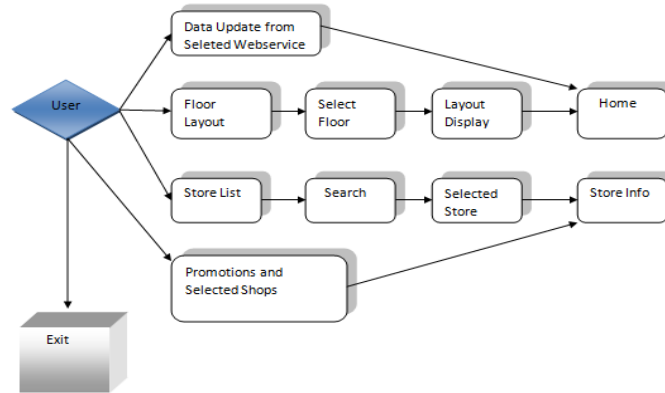 Data Update from
Seleted Webservice
User
Floor
Layout
Select
Floor
Layout
Display
Home
Store List
Search
Selected
Store
Store Info
Promotions and
Selected Shops
Exit